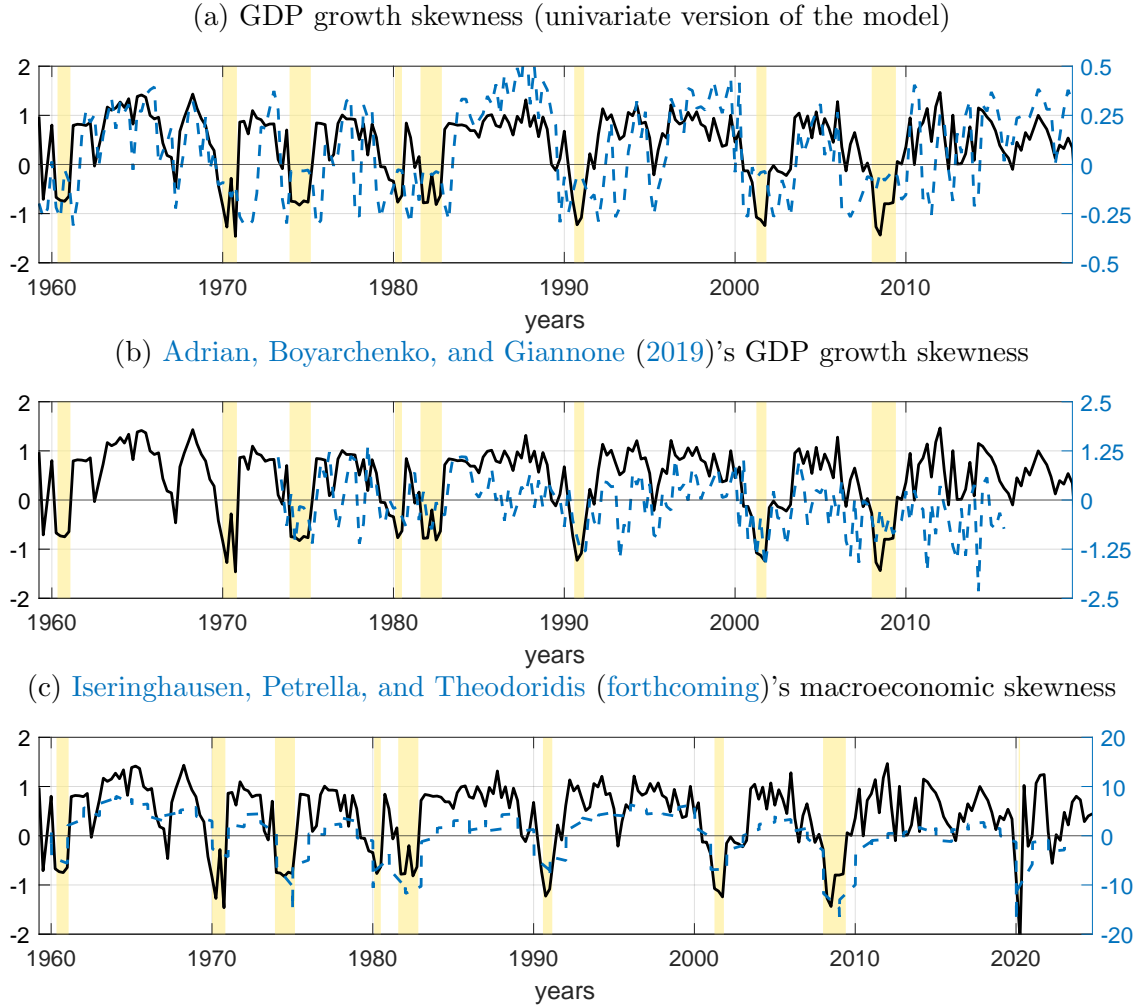 (a) GDP growth skewness (univariate version of the model)
2 0.5
1 0.25
0 0
-1 -0.25
-2 -0.5
1960 1970 1980 1990 2000 2010
years
(b) Adrian, Boyarchenko, and Giannone (2019)'s GDP growth skewness
2 2.5
1 1.25
0 0
-1 -1.25
-2 -2.5
1960 1970 1980 1990 2000 2010
years
(c) Iseringhausen, Petrella, and Theodoridis (forthcoming)'s macroeconomic skewness
2 20
1 10
0 0
-1 -10
-2 -20
1960 1970 1980 1990 2000 2010 2020
years